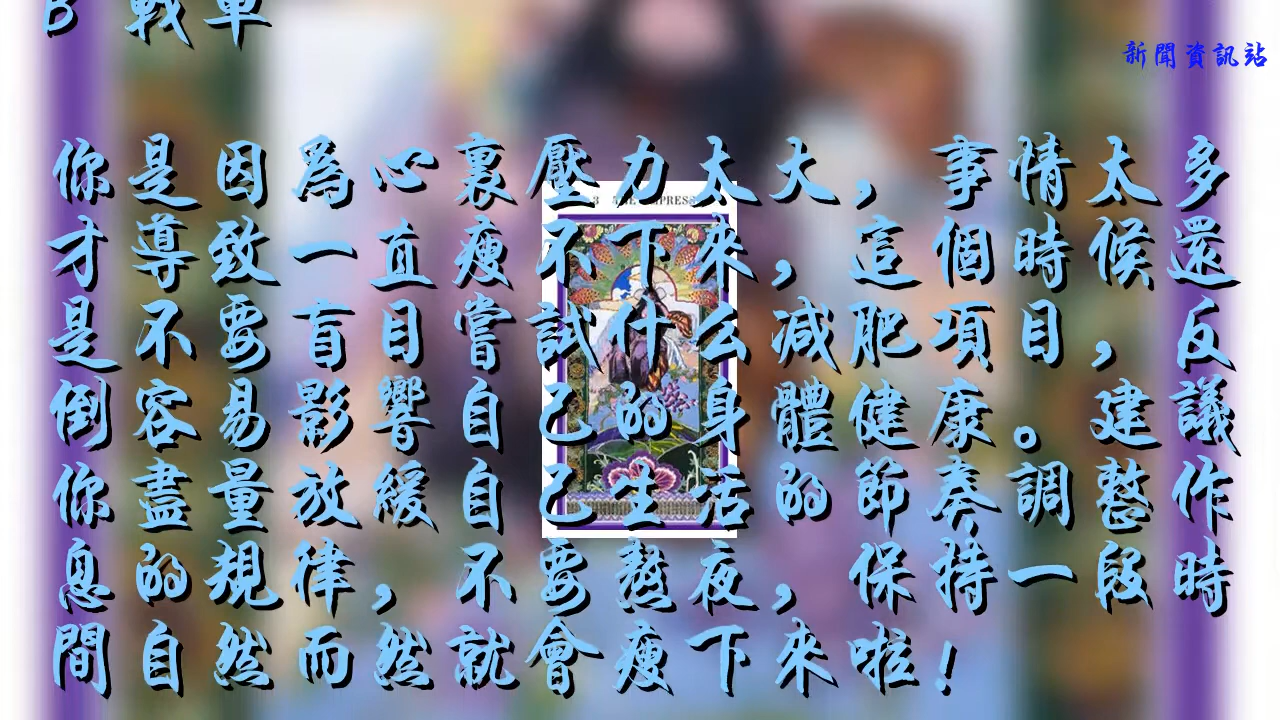 B 戰車
新聞資訊站
你是因為心裏壓力太大，事情太多
才導致一直瘦不下來，這個時候還
是不要盲目嘗試什么减肥項目，反
倒容易影響自己的身體健康。建議
你盡量放緩自己生活的節奏調整作
息的規律，不要熬夜，保持一段時
間自然而然就會瘦下來啦！